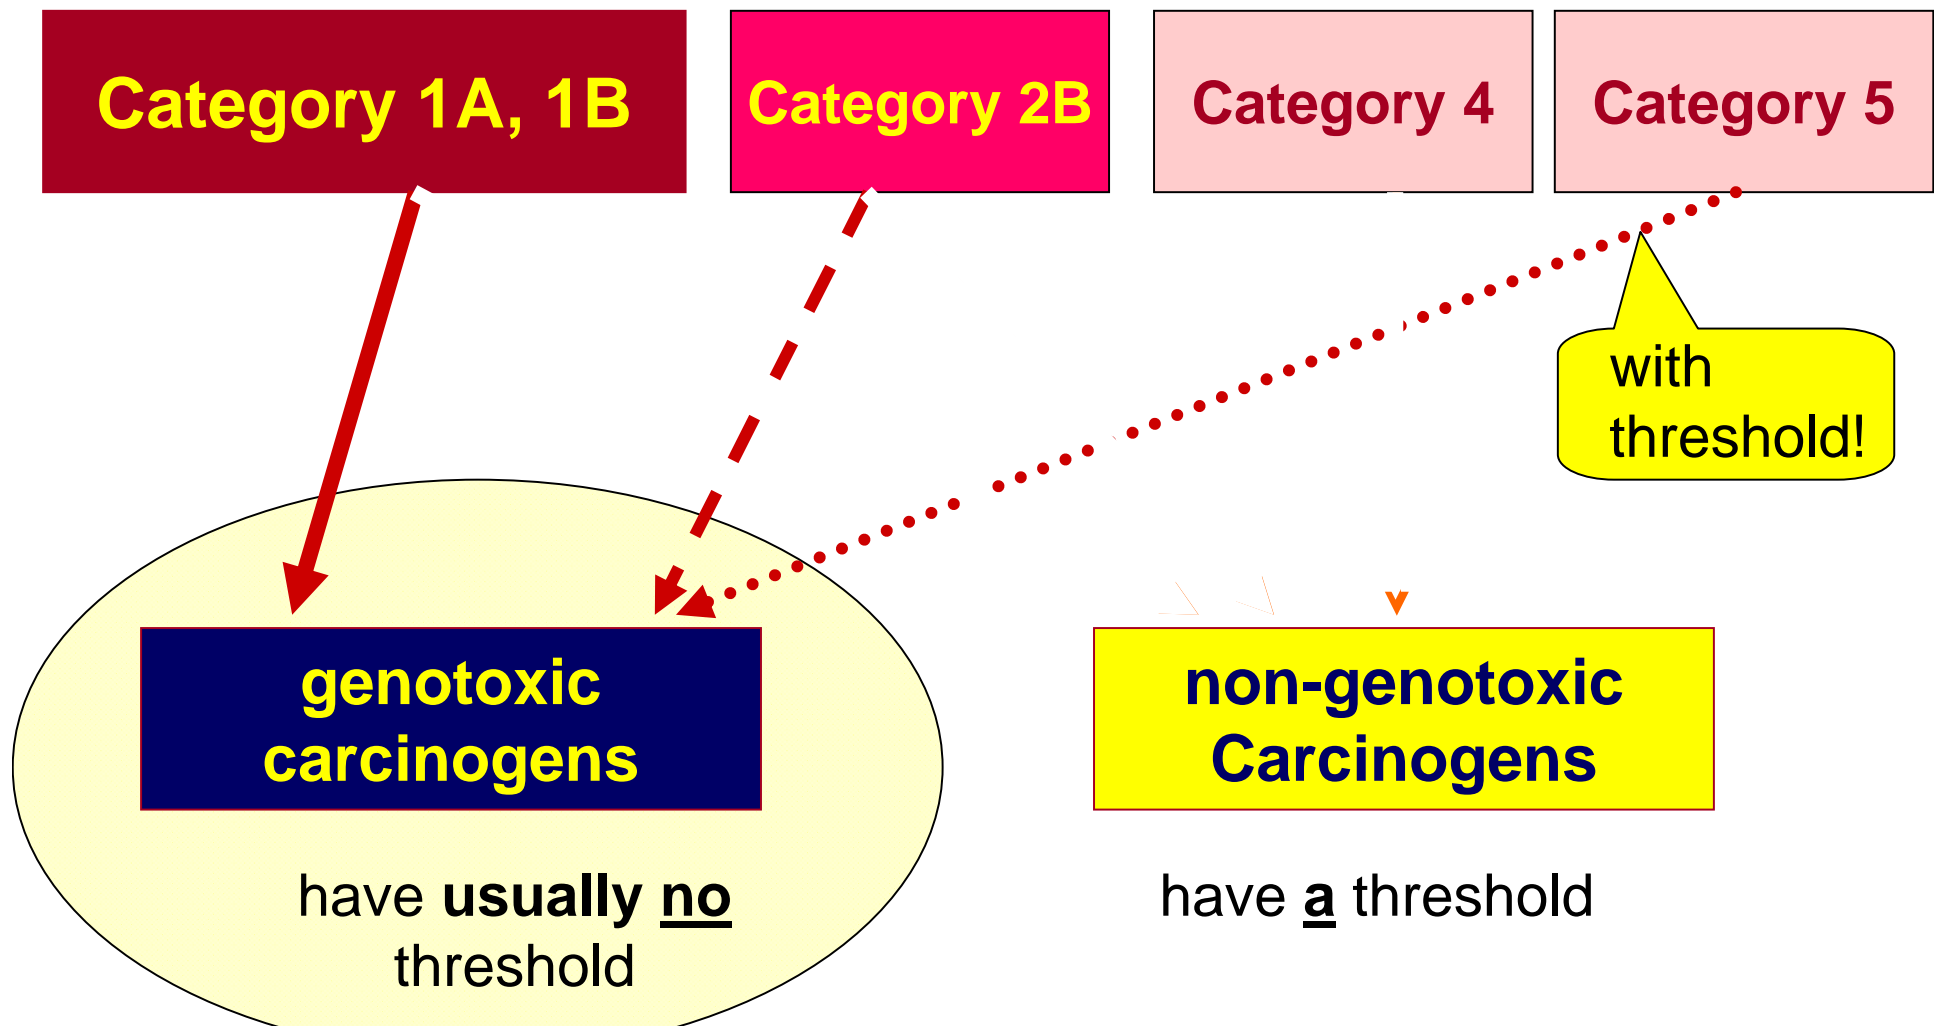 Category 1A, 1B
Category 2B
Category 4
Category 5
with
threshold!
genotoxic
carcinogens
non-genotoxic
Carcinogens
have usually no
threshold
have a threshold